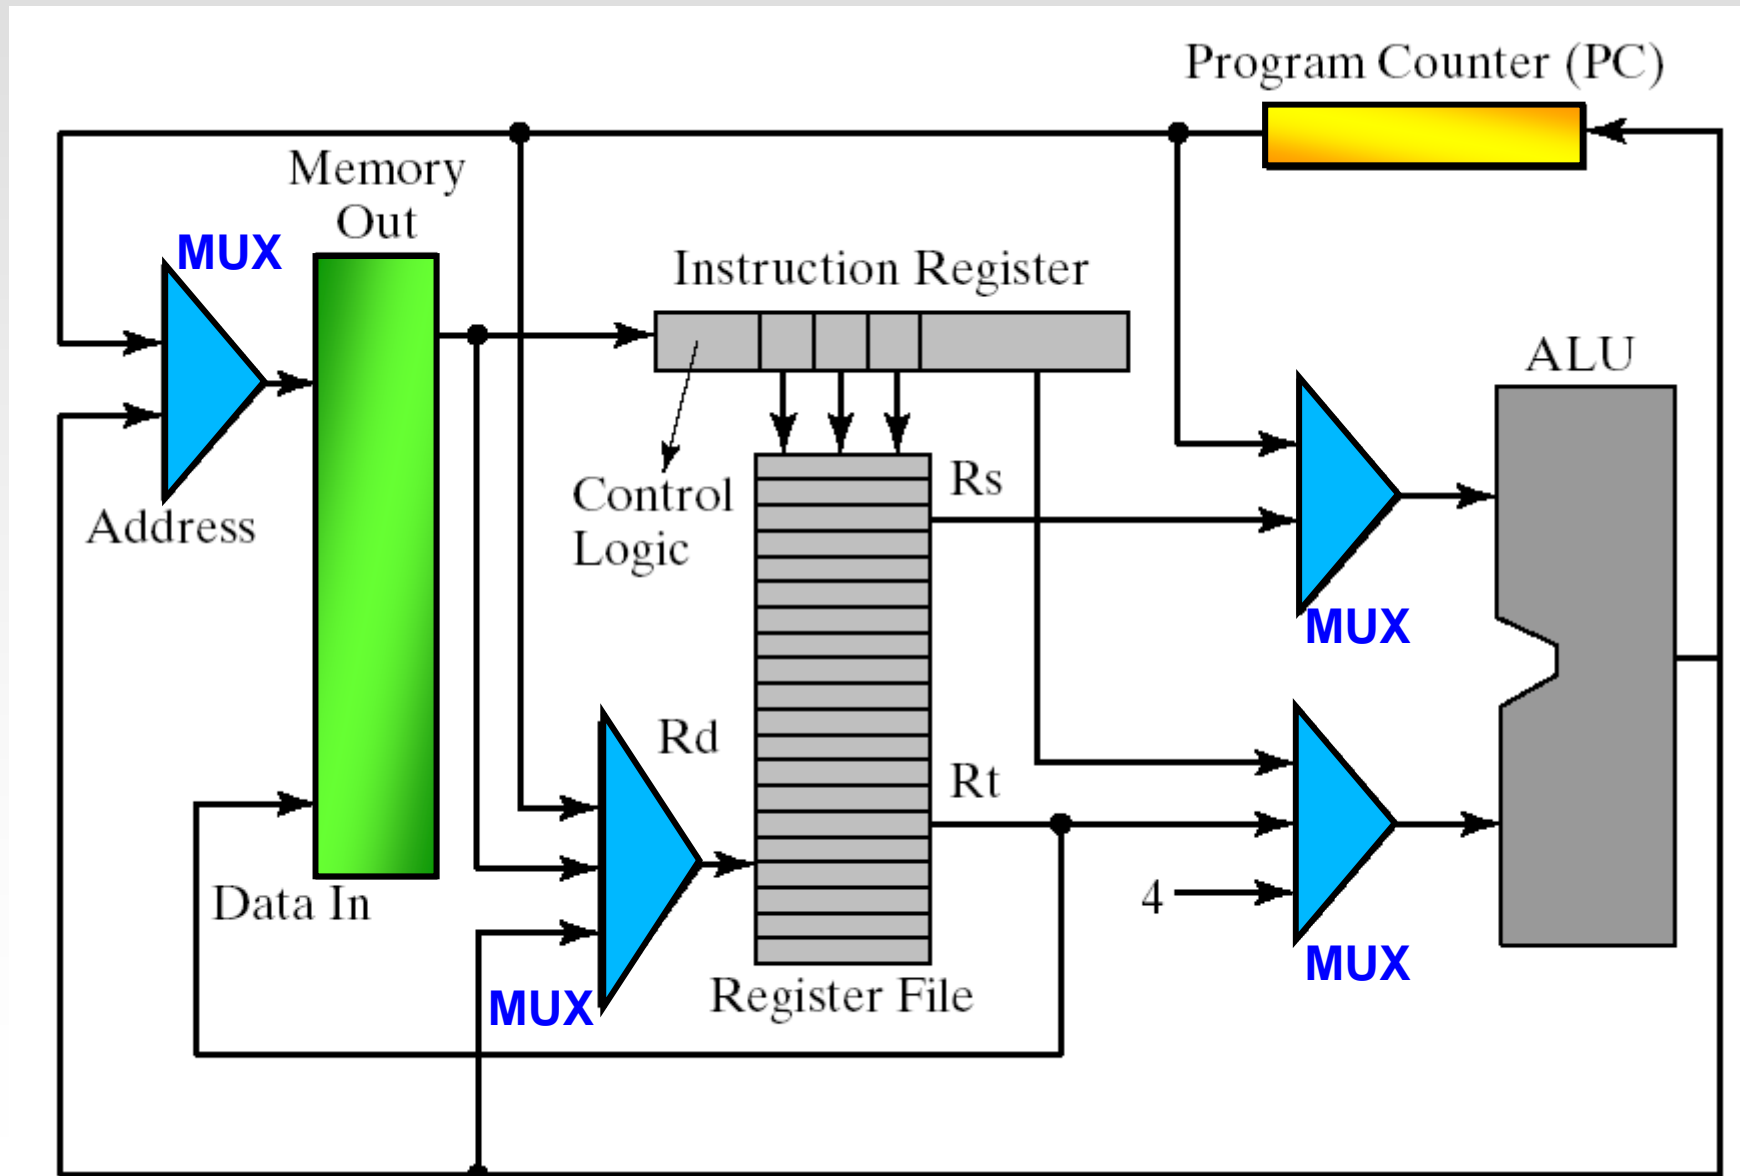 Program Counter (PC)
Memory
Out
MUX
Instruction Register
ALU
Address
Control
Logic
Rs
MUX
Rd
Rt
4
Data In
MUX
Register File
MUX